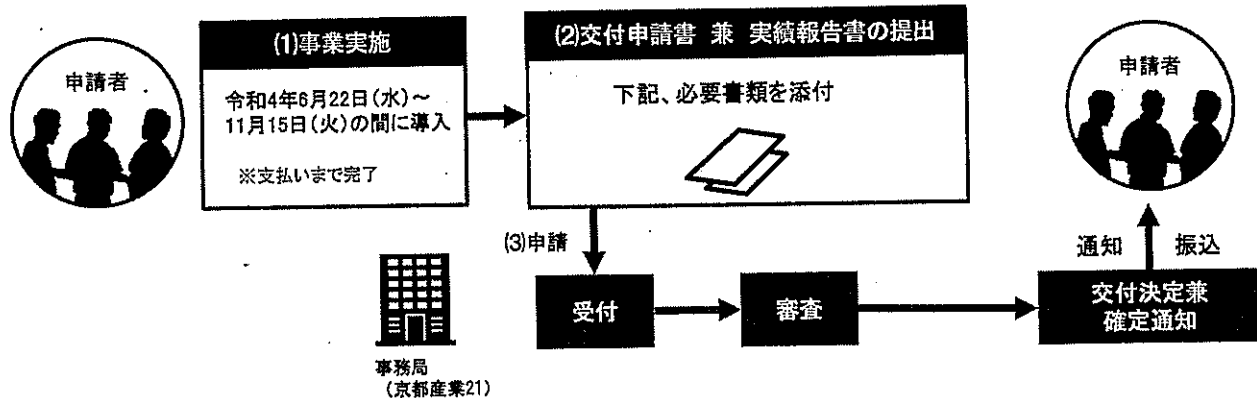 申請者
(1)事業実施
令和4年6月22日(水)~
11月15日(火)の間に導入
※支払いまで完了
(2)交付申請書 兼 実績報告書の提出
下記、必要書類を添付
申請者
(3)申請
通知 振込
受付
審査
交付決定兼
確定通知
事務局
(京都産業21)